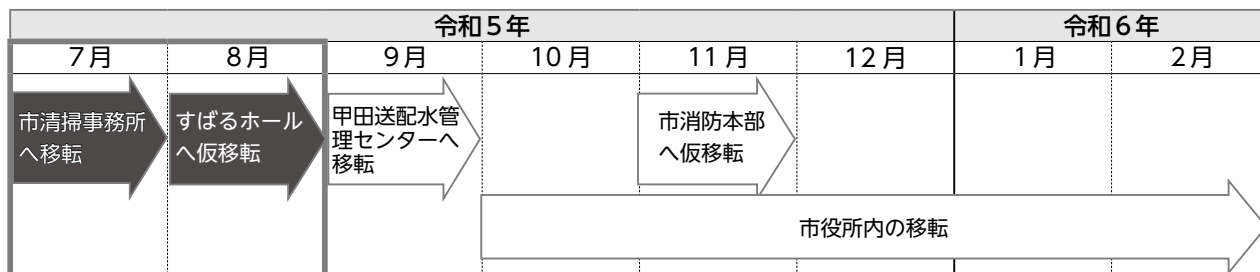 令和５年
令和６年
7月
8月
9月
10月
11月
12月
1月
2月
市清掃事務所
へ移転
すばるホール
へ仮移転
甲田送配水管
理センターへ
移転
市消防本部
へ仮移転
市役所内の移転